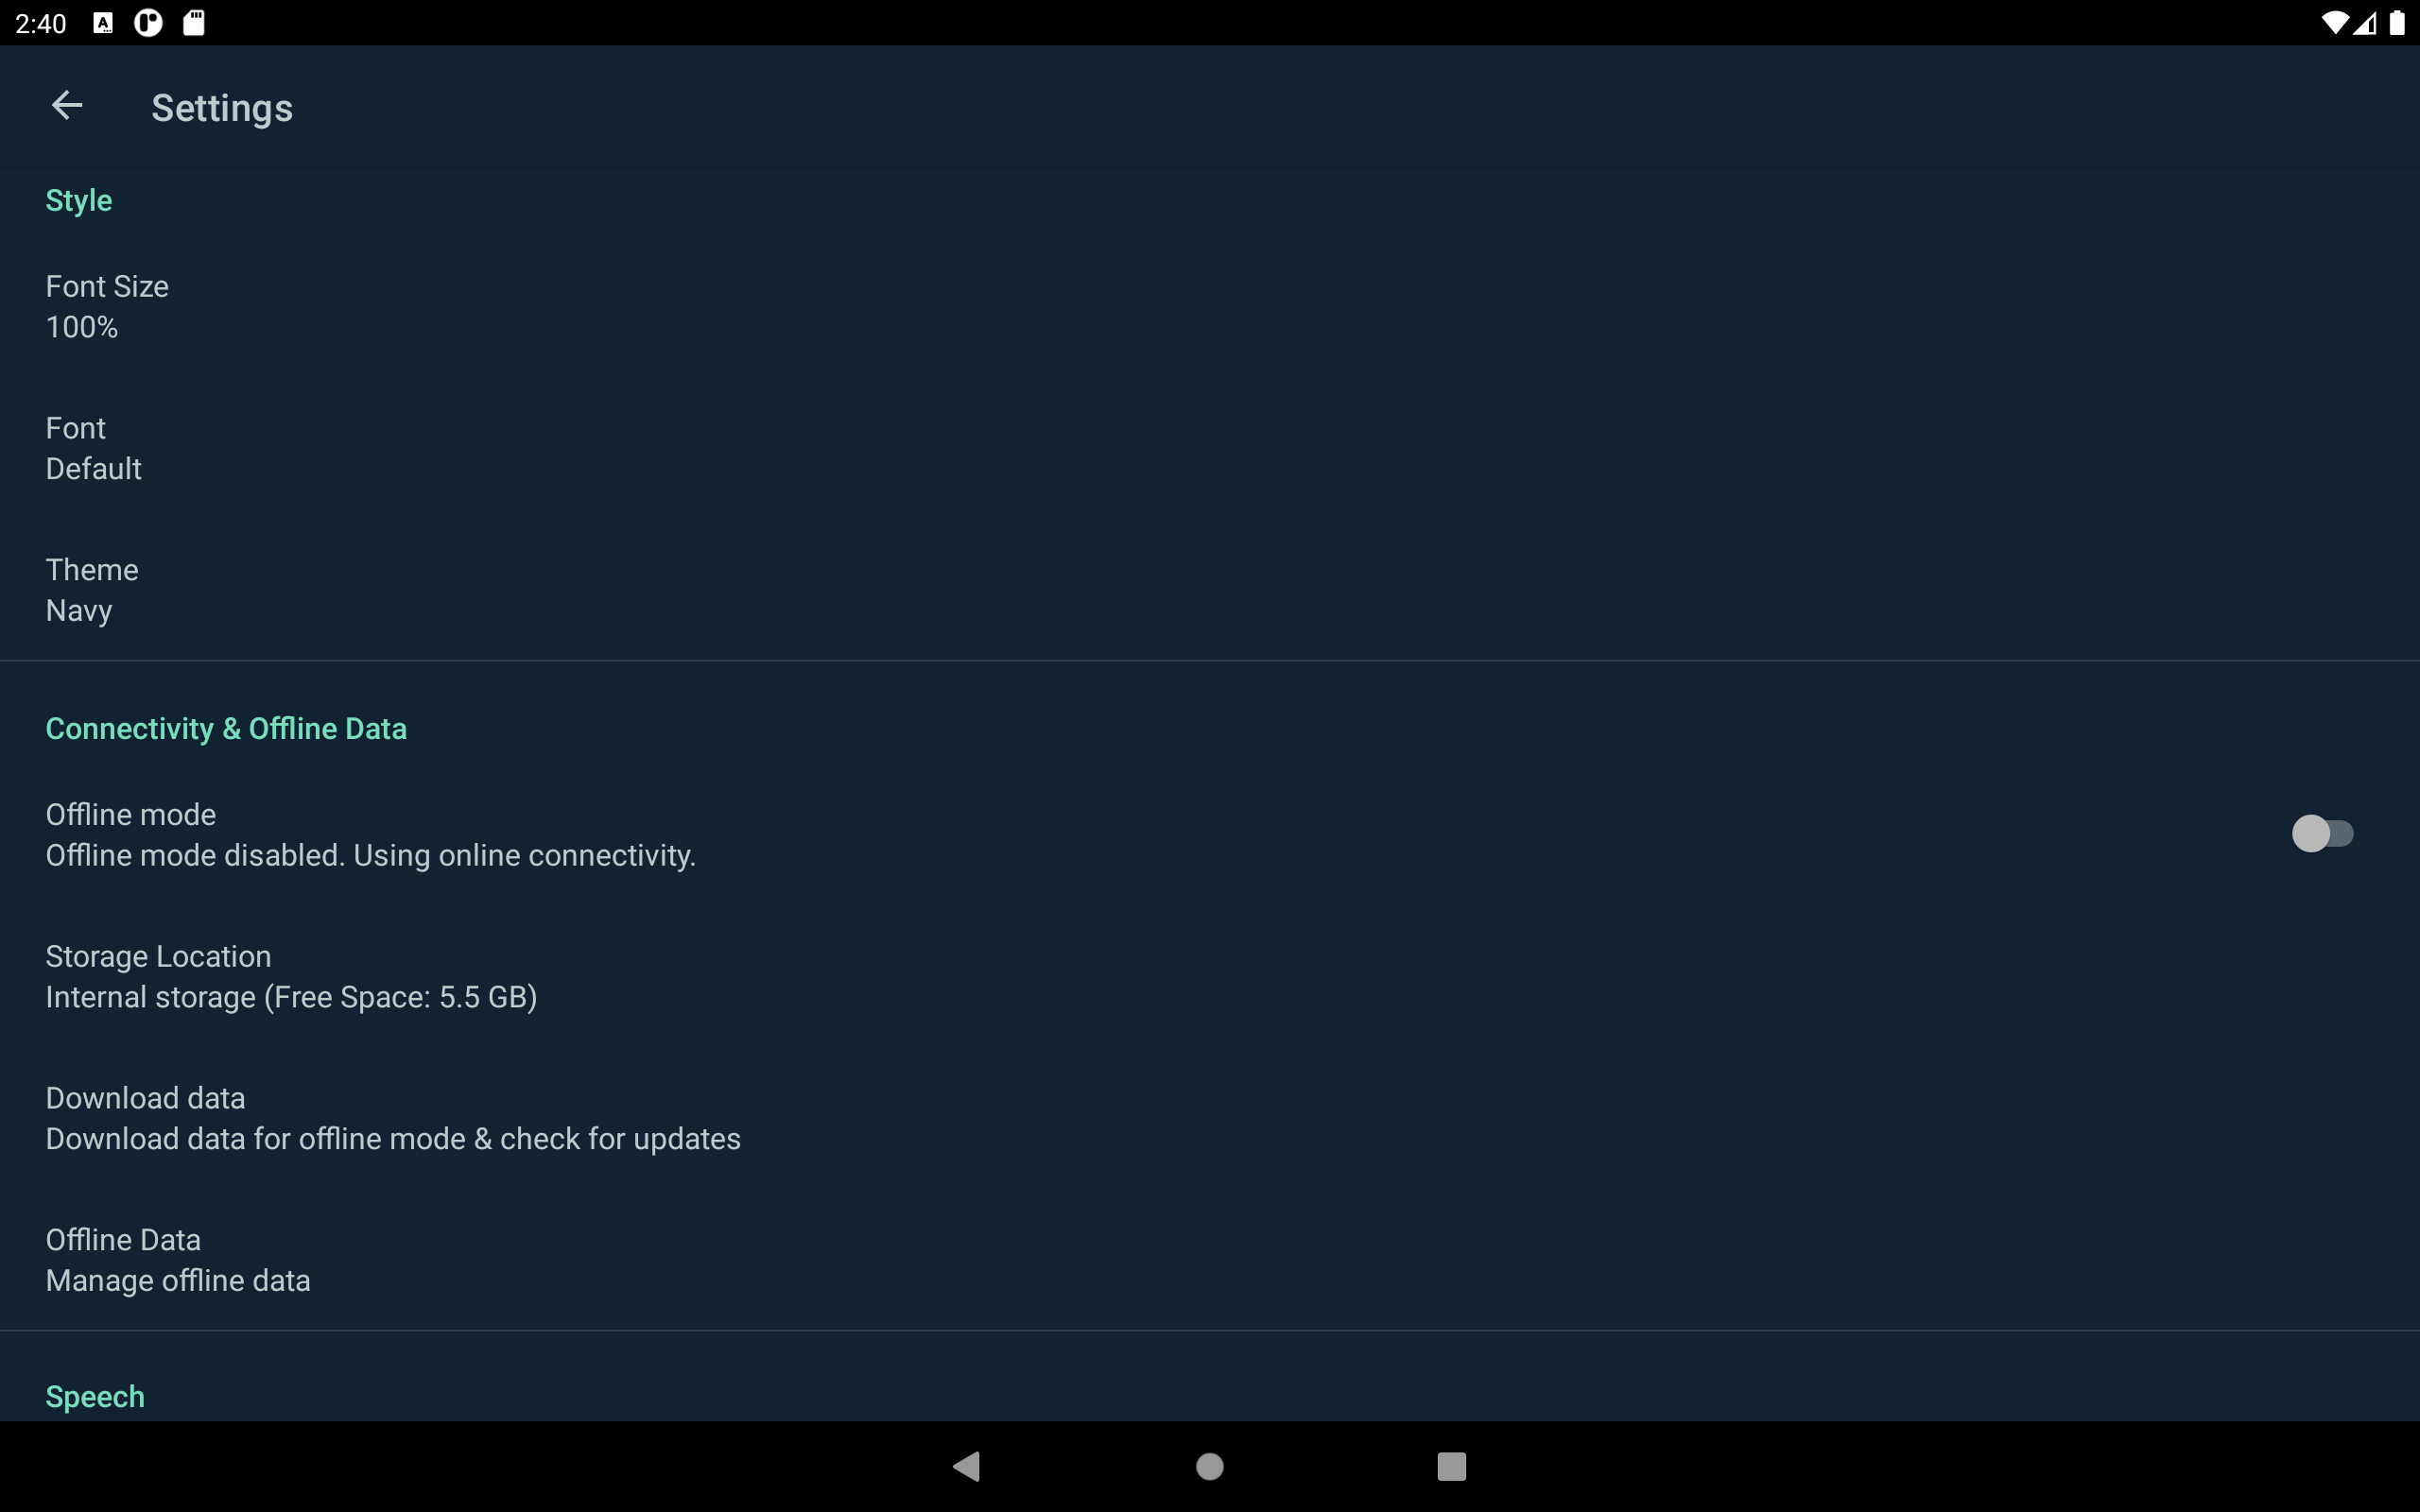 2:40
Settings
Style
Font Size
100%
Font
Default
Theme
Navy
Connectivity & Offline Data
Offline mode
Offline mode disabled. Using online connectivity.
Storage Location
Internal storage (Free Space: 5.5 GB)
Download data
Download data for offline mode & check for updates
Offline Data
Manage offline data
Speech